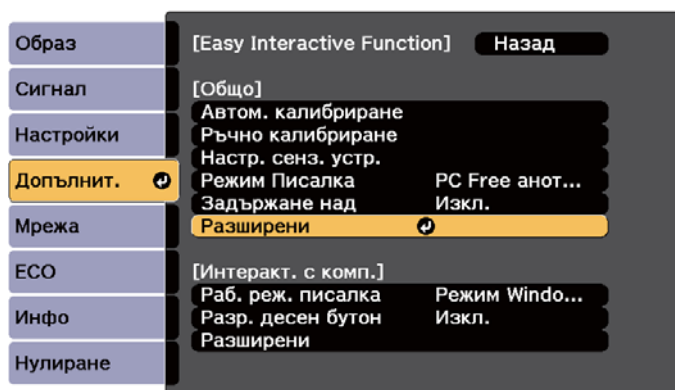 Образ
Сигнал
Настройки
Допълнит.
Мрежа
ECO
Инфо
Нулиране
[Easy Interactive Function] Назад
[Общо]
Автом. калибриране
Ръчно калибриране
Настр. сенз. устр.
Режим Писалка PC Free анот...
Задържане над Изкл.
Разширени
[Интеракт. с комп.]
Раб. реж. писалка Режим Windo...
Разр. десен бутон Изкл.
Разширени